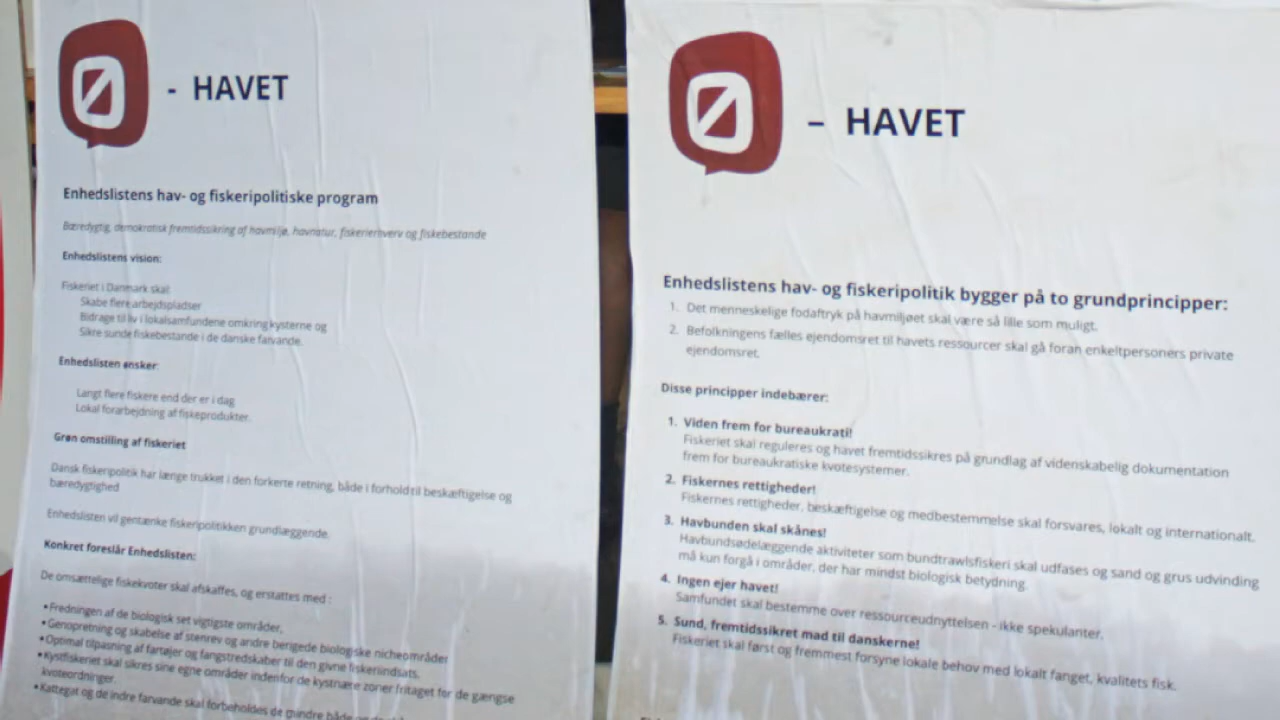 Ø - HAVET
Enhedslistens hav- og fiskeripolitiske program
Bæredygtig, demokratisk fremtidssikring af havmiljø, havnatur, fiskerierhverv og fiskebestande
Enhedslistens vision:
Fiskeriet i Danmark skal:
Skabe flere arbejdspladser
Bidrage til liv i lokalsamfundene omkring kysterne og
Sikre sunde fiskebestande i de danske farvande.
Enhedslisten ønsker:
Langt flere fiskere end der er i dag
Lokal forarbejdning af fiskeprodukter.
Grøn omstilling af fiskeriet
Dansk fiskeripolitik har længe trukket i den forkerte retning, både i forhold til beskæftigelse og
bæredygtighed
Enhedslisten vil gentænke fiskeripolitikken grundlæggende.
Konkret foreslår Enhedslisten:
De omsættelige fiskekvoter skal afskaffes, og erstattes med :
• Fredningen af de biologisk set vigtigste områder,
• Genopretning og skabelse af stenrev og andre berigede biologiske nicheområder
• Optimal tilpasning af fartøjer og fangstredskaber til den givne fiskeriindsats.
• Kystfiskeriet skal sikres sine egne områder indenfor de kystnære zoner fritaget for de gængse
kvoteordninger.
• Kattegat og de indre farvande skal forbeholdes de mindre både og
Ø – HAVET
Enhedslistens hav- og fiskeripolitik bygger på to grundprincipper:
1. Det menneskelige fodaftryk på havmiljøet skal være så lille som muligt.
2. Befolkningens fælles ejendomsret til havets ressourcer skal gå foran enkeltpersoners private
ejendomsret.
Disse principper indebærer:
1. Viden frem for bureaukrati!
Fiskeriet skal reguleres og havet fremtidssikres på grundlag af videnskabelig dokumentation
frem for bureaukratiske kvotesystemer.
2. Fiskernes rettigheder!
Fiskernes rettigheder, beskæftigelse og medbestemmelse skal forsvares, lokalt og internationalt.
3. Havbunden skal skånes!
Havbundsødelæggende aktiviteter som bundtrawlsfiskeri skal udfases og sand og grus udvinding
må kun forgå i områder, der har mindst biologisk betydning.
4. Ingen ejer havet!
Samfundet skal bestemme over ressourceudnyttelsen - ikke spekulanter.
5. Sund, fremtidssikret mad til danskerne!
Fiskeriet skal først og fremmest forsyne lokale behov med lokalt fanget, kvalitets fisk.